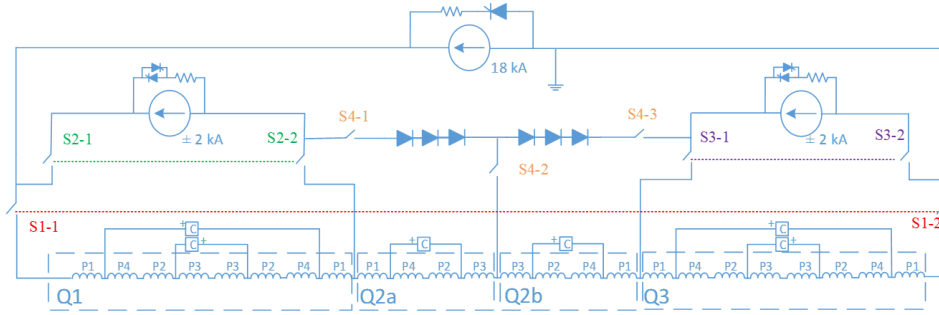 18 kA
S4-1
S4-3
S2-1
± 2 kA
S2-2
S3-1
± 2 kA
S3-2
S4-2
S1-1
S1-2
+
C
+
C
+
C
+
C
+
C
+
C
P1 P4 P2 P3 P3 P2 P4 P1 P1 P4 P2 P3 P3 P2 P4 P1 P1 P4 P2 P3 P3 P2 P4 P1
Q1 Q2a Q2b Q3